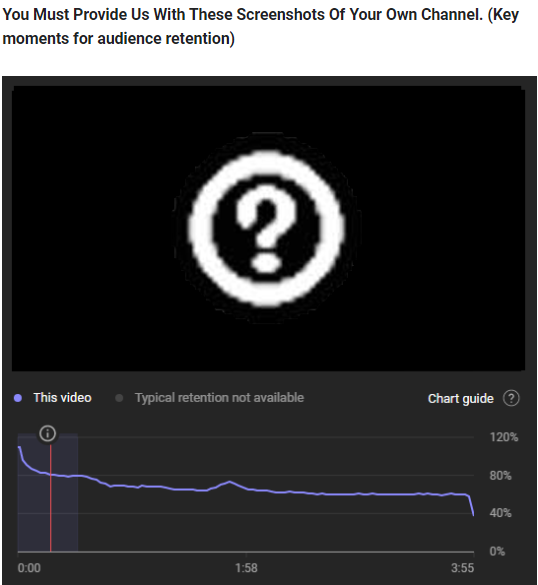 You Must Provide Us With These Screenshots Of Your Own Channel. (Key
moments for audience retention)
?
This video
Typical retention not available
Chart guide ?
i
120%
80%
40%
0%
0:00 1:58 3:55